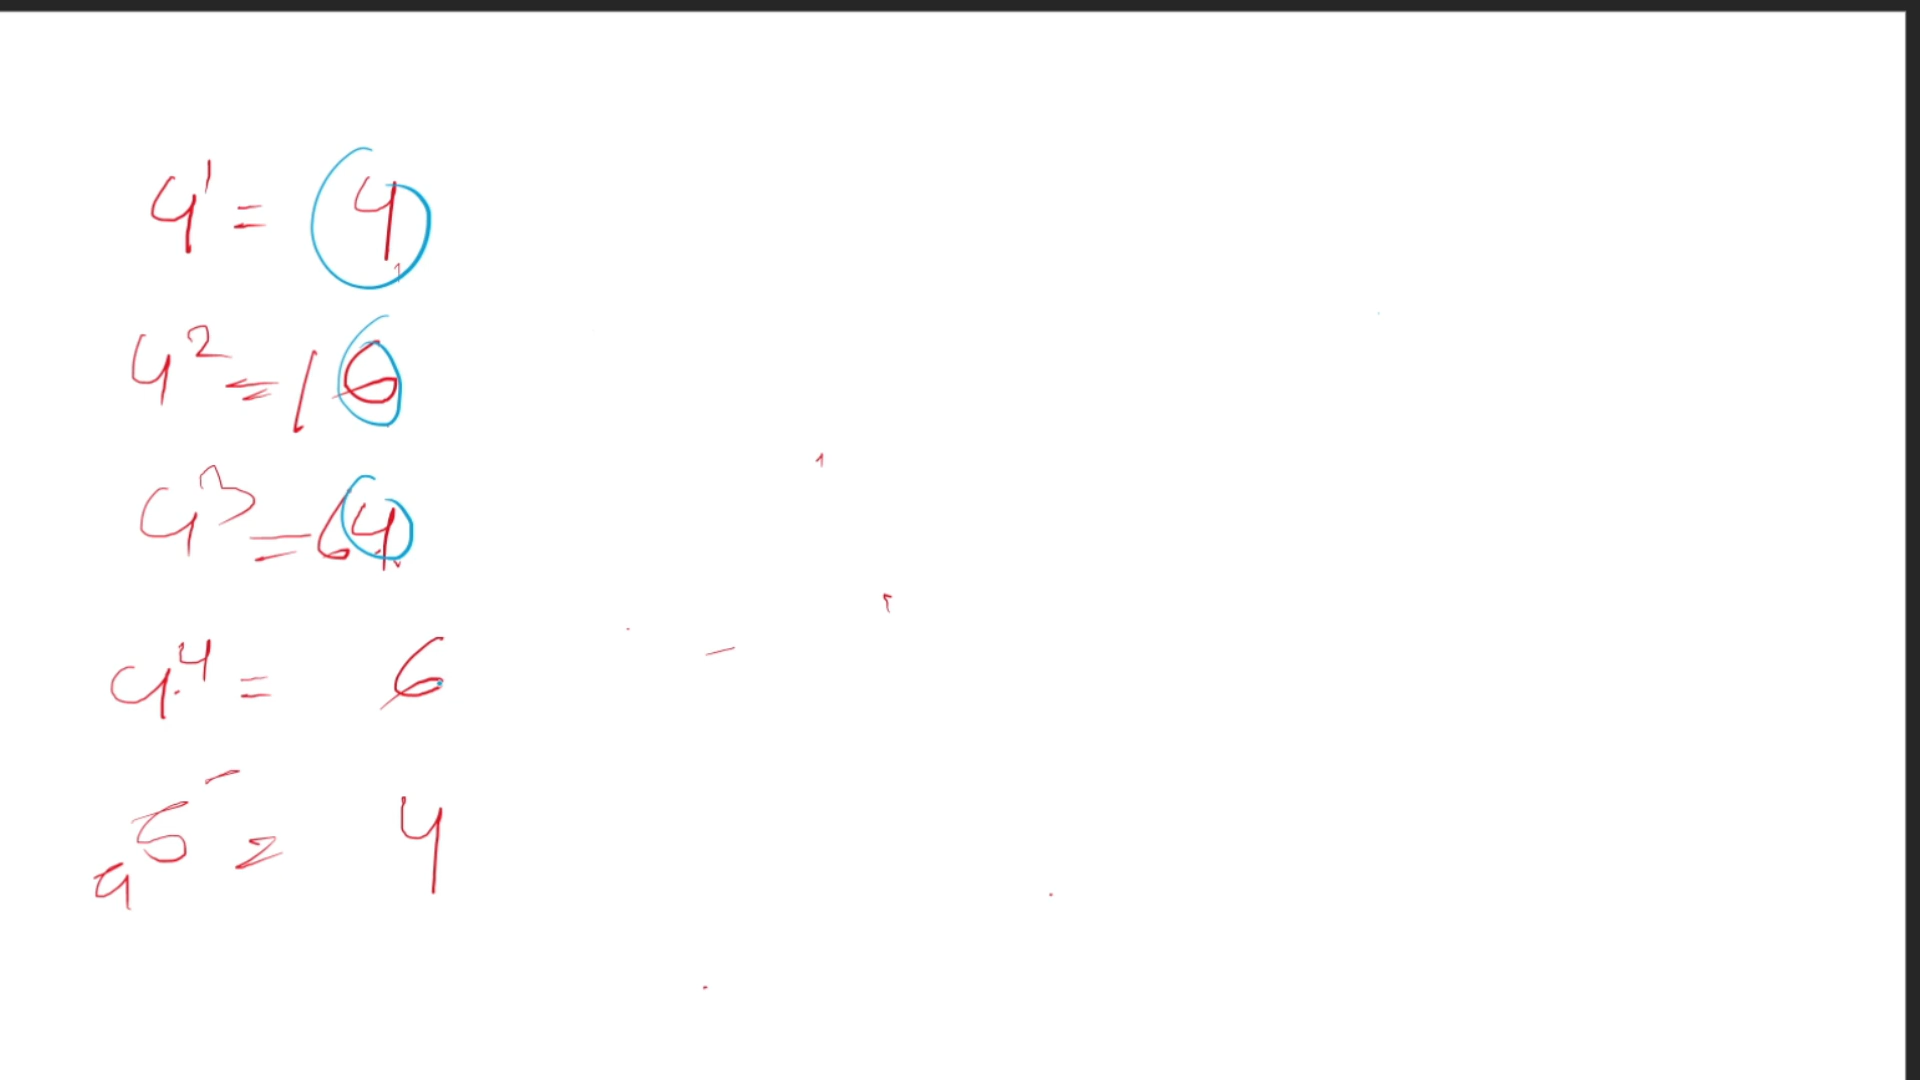 4¹ = 4
4² = 16
4³ = 64
4⁴ = 6
4⁵ = 4